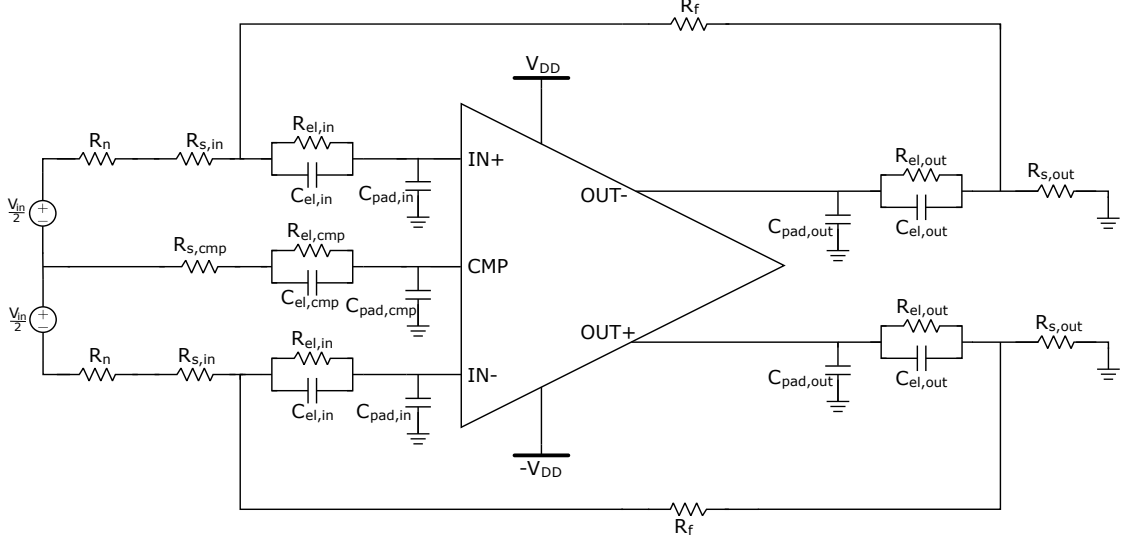 R_f
V_DD
R_n R_s,in R_el,in C_el,in C_pad,in IN+
OUT- C_pad,out R_el,out C_el,out R_s,out
V_in/2 + −
R_s,cmp R_el,cmp C_el,cmp C_pad,cmp CMP
V_in/2 + −
OUT+ C_pad,out R_el,out C_el,out R_s,out
R_n R_s,in R_el,in C_el,in C_pad,in IN-
-V_DD
R_f